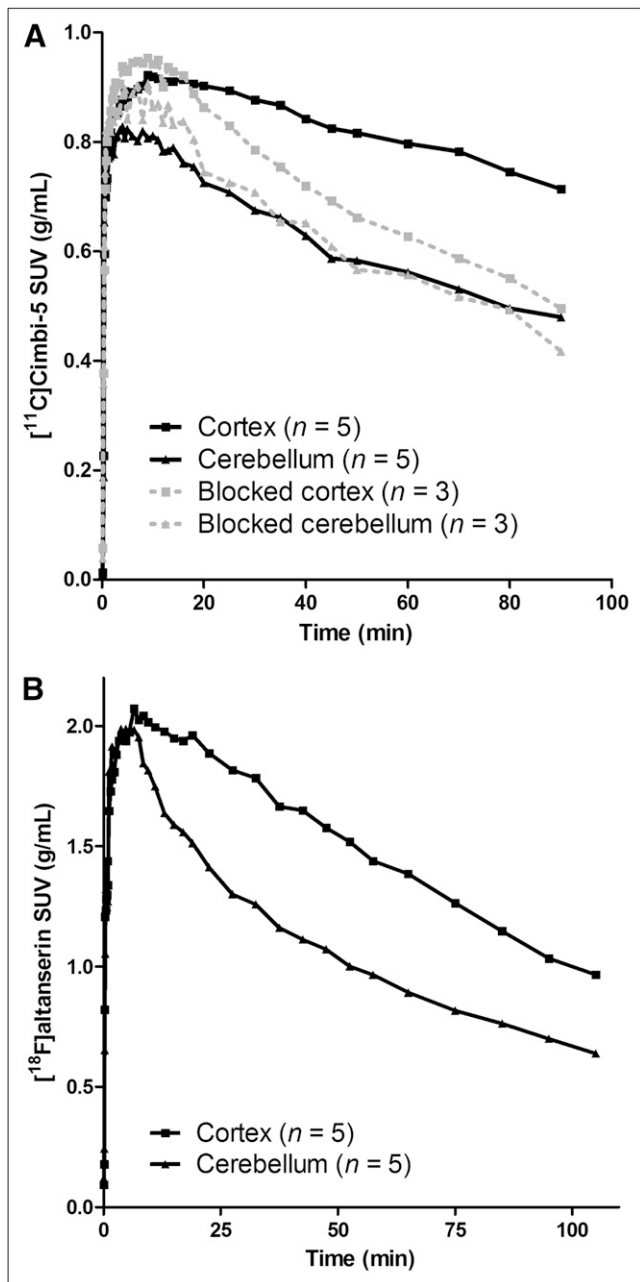 A
[¹¹C]Cimbi-5 SUV (g/mL)
1.0
0.8
0.6
0.4
0.2
0.0
Cortex (n = 5)
Cerebellum (n = 5)
Blocked cortex (n = 3)
Blocked cerebellum (n = 3)
0 20 40 60 80 100
Time (min)
B
[¹⁸F]altanserin SUV (g/mL)
2.0
1.5
1.0
0.5
0.0
Cortex (n = 5)
Cerebellum (n = 5)
0 25 50 75 100
Time (min)